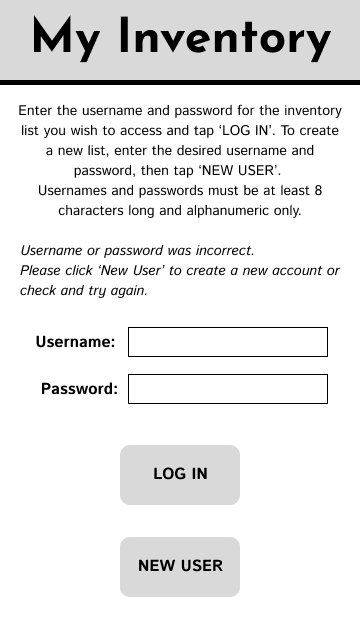 My Inventory
Enter the username and password for the inventory
list you wish to access and tap ‘LOG IN’. To create
a new list, enter the desired username and
password, then tap ‘NEW USER’.
Usernames and passwords must be at least 8
characters long and alphanumeric only.
Username or password was incorrect.
Please click ‘New User’ to create a new account or
check and try again.
Username:
Password:
LOG IN
NEW USER